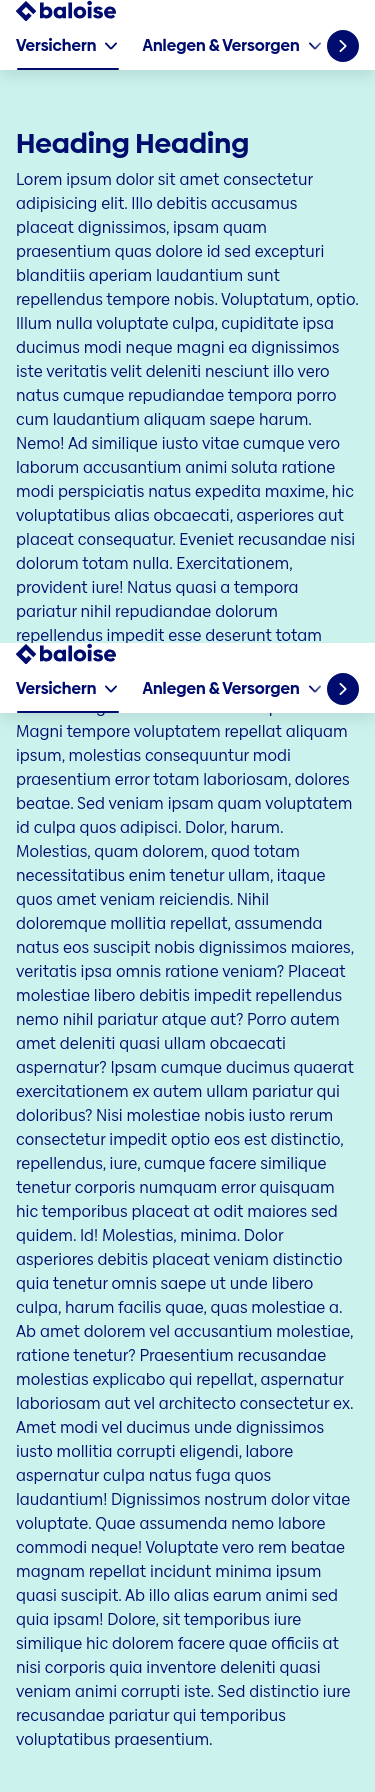 baloise
Versichern Anlegen & Versorgen
Heading Heading
Lorem ipsum dolor sit amet consectetur
adipisicing elit. Illo debitis accusamus
placeat dignissimos, ipsam quam
praesentium quas dolore id sed excepturi
blanditiis aperiam laudantium sunt
repellendus tempore nobis. Voluptatum, optio.
Illum nulla voluptate culpa, cupiditate ipsa
ducimus modi neque magni ea dignissimos
iste veritatis velit deleniti nesciunt illo vero
natus cumque repudiandae tempora porro
cum laudantium aliquam saepe harum.
Nemo! Ad similique iusto vitae cumque vero
laborum accusantium animi soluta ratione
modi perspiciatis natus expedita maxime, hic
voluptatibus alias obcaecati, asperiores aut
placeat consequatur. Eveniet recusandae nisi
dolorum totam nulla. Exercitationem,
provident iure! Natus quasi a tempora
pariatur nihil repudiandae dolorum
repellendus impedit esse deserunt totam
baloise
Versichern Anlegen & Versorgen
Magni tempore voluptatem repellat aliquam
ipsum, molestias consequuntur modi
praesentium error totam laboriosam, dolores
beatae. Sed veniam ipsam quam voluptatem
id culpa quos adipisci. Dolor, harum.
Molestias, quam dolorem, quod totam
necessitatibus enim tenetur ullam, itaque
quos amet veniam reiciendis. Nihil
doloremque mollitia repellat, assumenda
natus eos suscipit nobis dignissimos maiores,
veritatis ipsa omnis ratione veniam? Placeat
molestiae libero debitis impedit repellendus
nemo nihil pariatur atque aut? Porro autem
amet deleniti quasi ullam obcaecati
aspernatur? Ipsam cumque ducimus quaerat
exercitationem ex autem ullam pariatur qui
doloribus? Nisi molestiae nobis iusto rerum
consectetur impedit optio eos est distinctio,
repellendus, iure, cumque facere similique
tenetur corporis numquam error quisquam
hic temporibus placeat at odit maiores sed
quidem. Id! Molestias, minima. Dolor
asperiores debitis placeat veniam distinctio
quia tenetur omnis saepe ut unde libero
culpa, harum facilis quae, quas molestiae a.
Ab amet dolorem vel accusantium molestiae,
ratione tenetur? Praesentium recusandae
molestias explicabo qui repellat, aspernatur
laboriosam aut vel architecto consectetur ex.
Amet modi vel ducimus unde dignissimos
iusto mollitia corrupti eligendi, labore
aspernatur culpa natus fuga quos
laudantium! Dignissimos nostrum dolor vitae
voluptate. Quae assumenda nemo labore
commodi neque! Voluptate vero rem beatae
magnam repellat incidunt minima ipsum
quasi suscipit. Ab illo alias earum animi sed
quia ipsam! Dolore, sit temporibus iure
similique hic dolorem facere quae officiis at
nisi corporis quia inventore deleniti quasi
veniam animi corrupti iste. Sed distinctio iure
recusandae pariatur qui temporibus
voluptatibus praesentium.